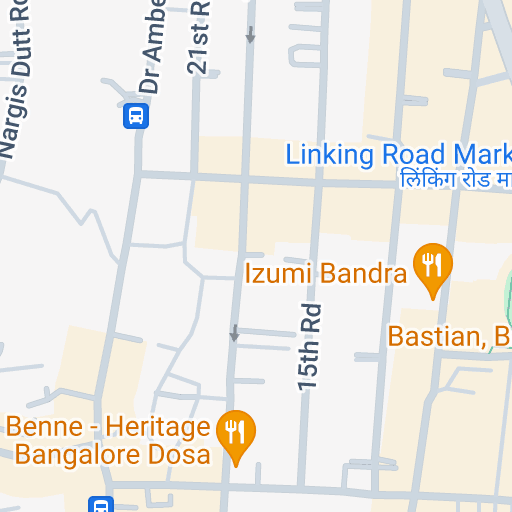 Nargis Dutt Ro
Dr Ambe
21st R
Linking Road Mark
लिंकिंग रोड मा
Izumi Bandra
15th Rd
Bastian, B
Benne - Heritage
Bangalore Dosa